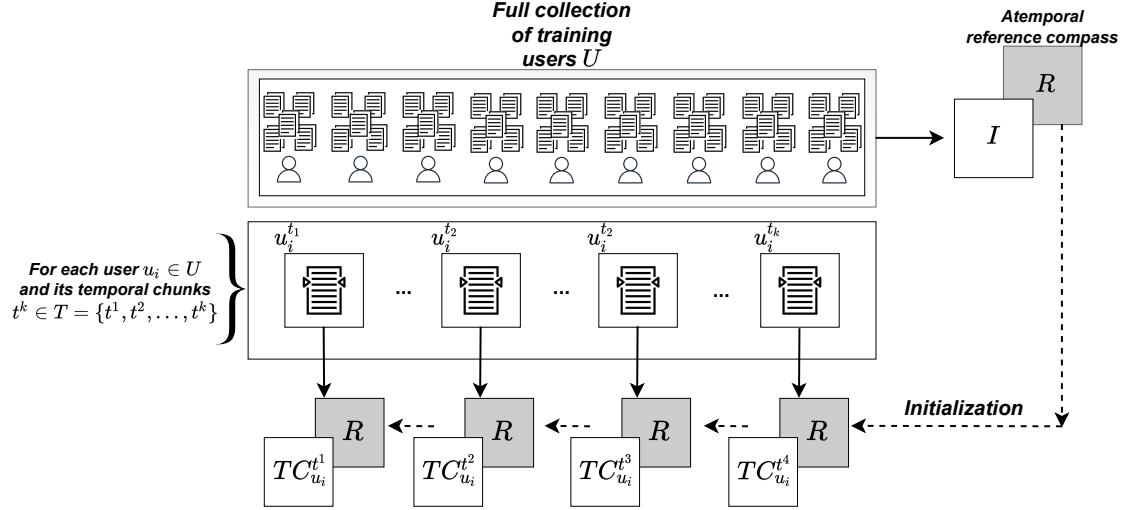 Full collection
of training
users U
Atemporal
reference compass
R
I
u_i^{t_1}
u_i^{t_2}
u_i^{t_2}
u_i^{t_k}
For each user u_i ∈ U
and its temporal chunks
t^k ∈ T = {t^1, t^2, . . . , t^k}
...
...
...
Initialization
R
R
R
R
TC_{u_i}^{t^1}
TC_{u_i}^{t^2}
TC_{u_i}^{t^3}
TC_{u_i}^{t^4}